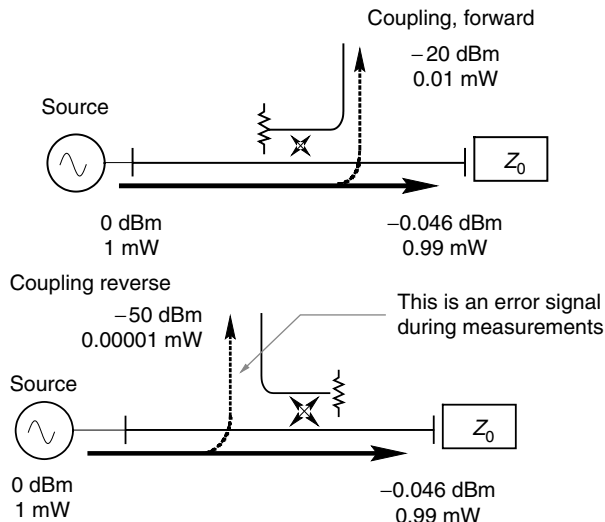 Coupling, forward
−20 dBm
0.01 mW
Source
Z0
0 dBm
1 mW
−0.046 dBm
0.99 mW
Coupling reverse
−50 dBm
0.00001 mW
This is an error signal
during measurements
Source
Z0
0 dBm
1 mW
−0.046 dBm
0.99 mW